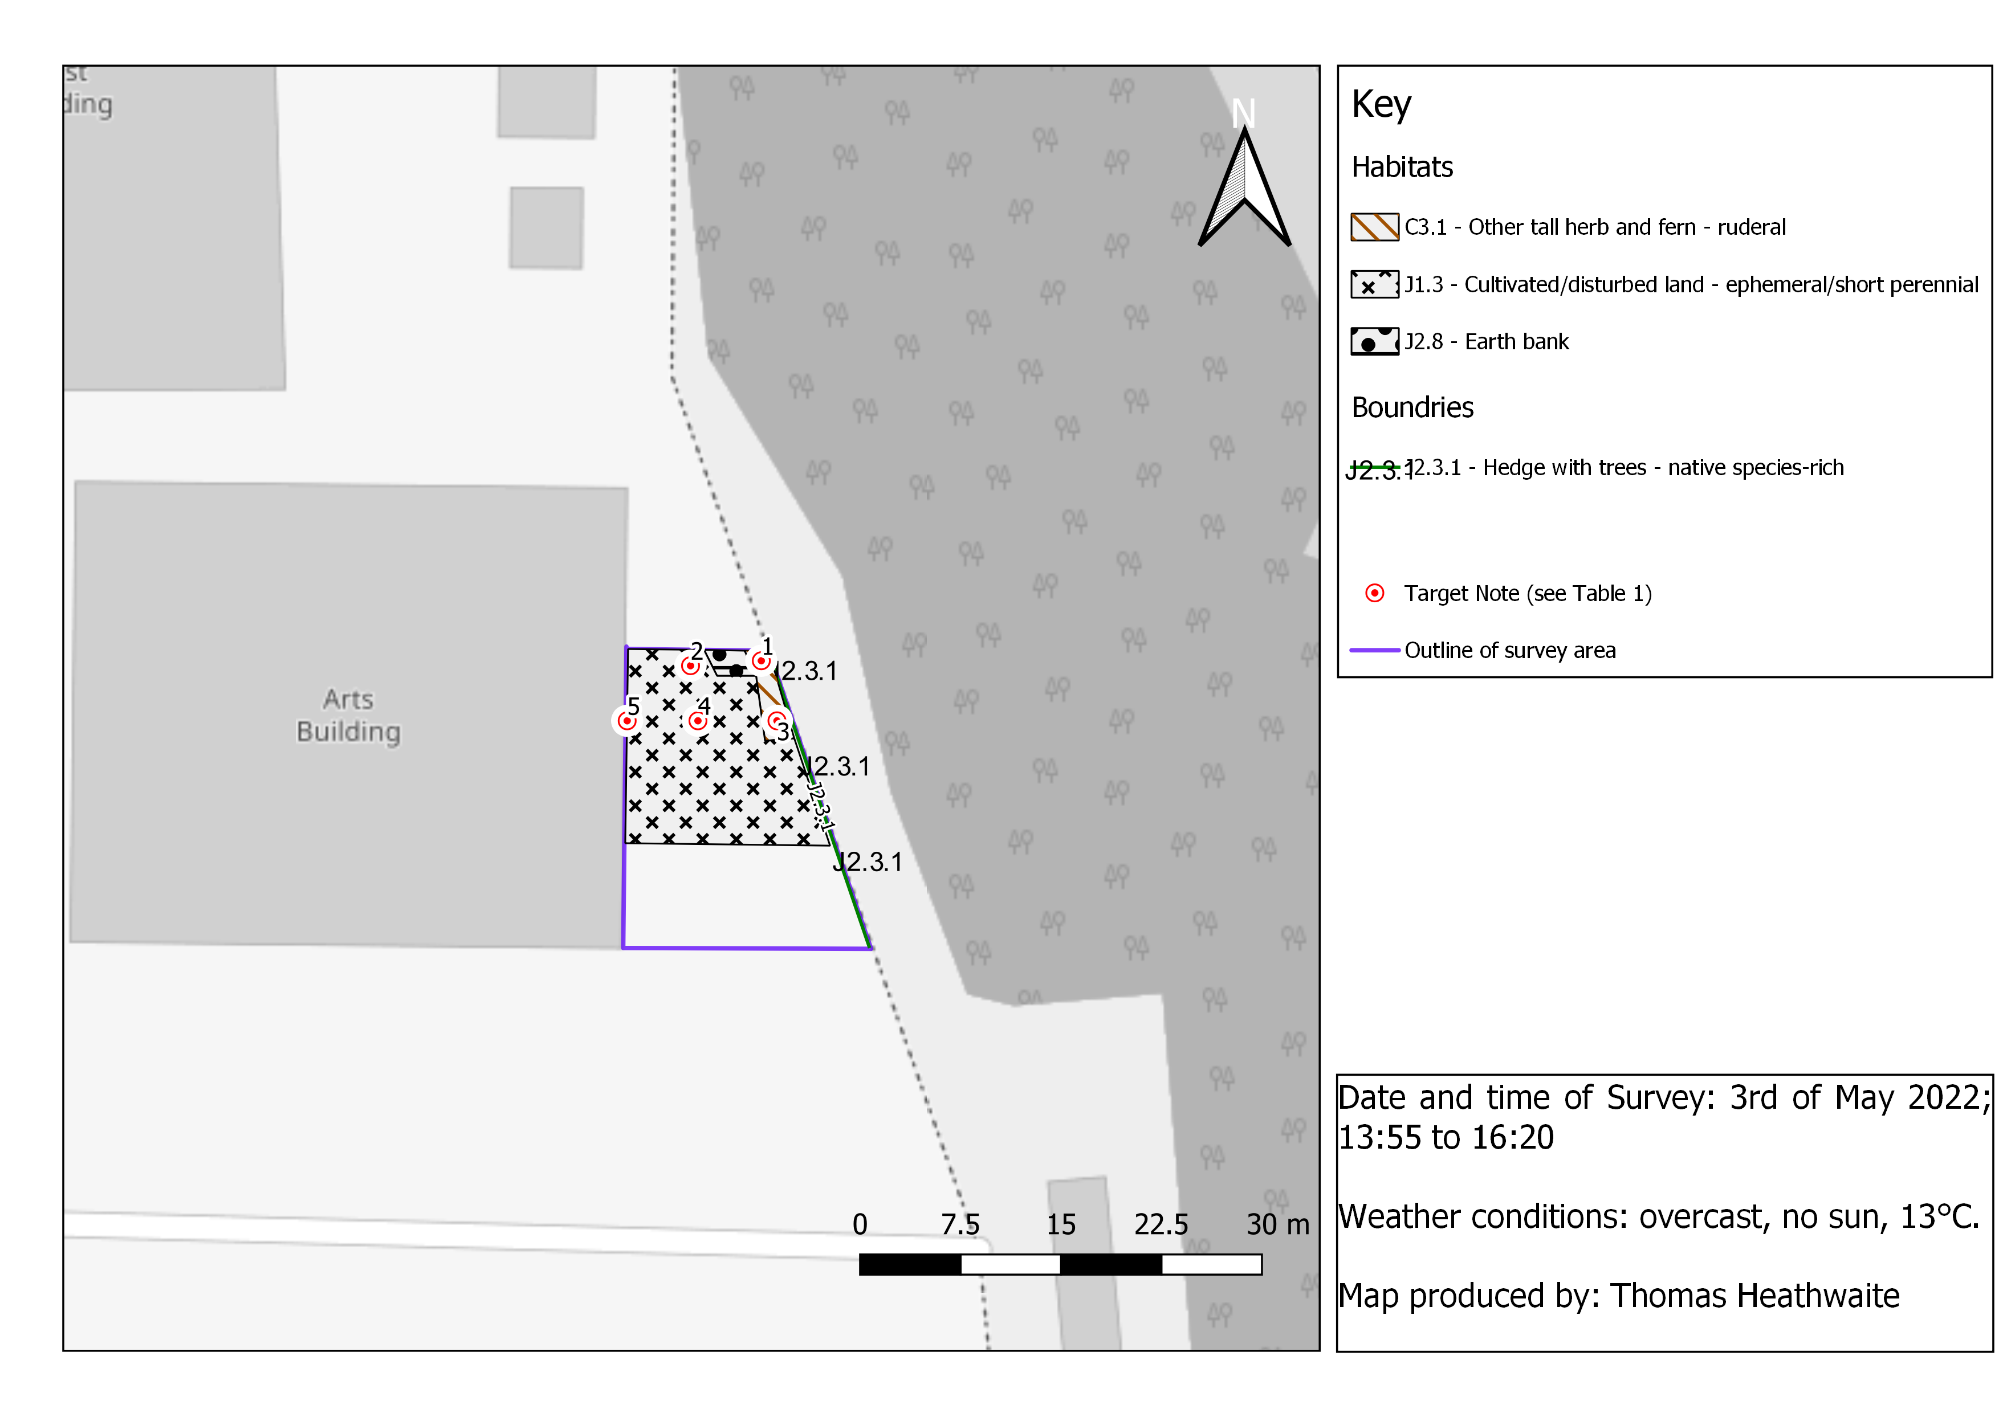 st
ding
N
Arts
Building
2
1
J2.3.1
5
4
3
J2.3.1
J2.3.1
J2.3.1
0 7.5 15 22.5 30 m
Key
Habitats
C3.1 - Other tall herb and fern - ruderal
J1.3 - Cultivated/disturbed land - ephemeral/short perennial
J2.8 - Earth bank
Boundries
J2.3.1 J2.3.1 - Hedge with trees - native species-rich
Target Note (see Table 1)
Outline of survey area
Date and time of Survey: 3rd of May 2022;
13:55 to 16:20
Weather conditions: overcast, no sun, 13°C.
Map produced by: Thomas Heathwaite